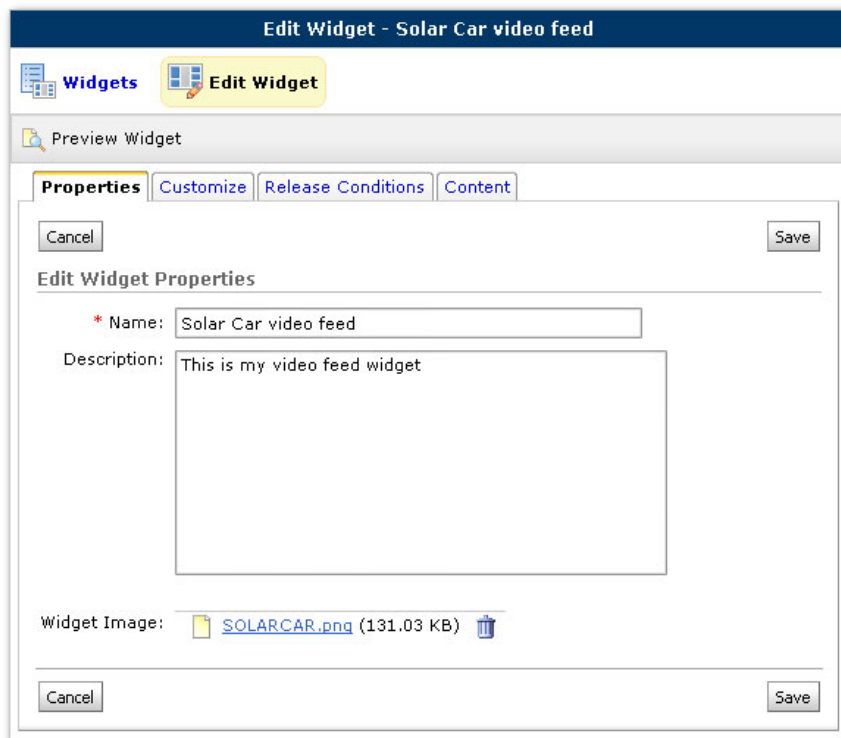 Edit Widget - Solar Car video feed
Widgets Edit Widget
Preview Widget
Properties Customize Release Conditions Content
Cancel Save
Edit Widget Properties
* Name: Solar Car video feed
Description: This is my video feed widget
Widget Image: SOLARCAR.png (131.03 KB)
Cancel Save